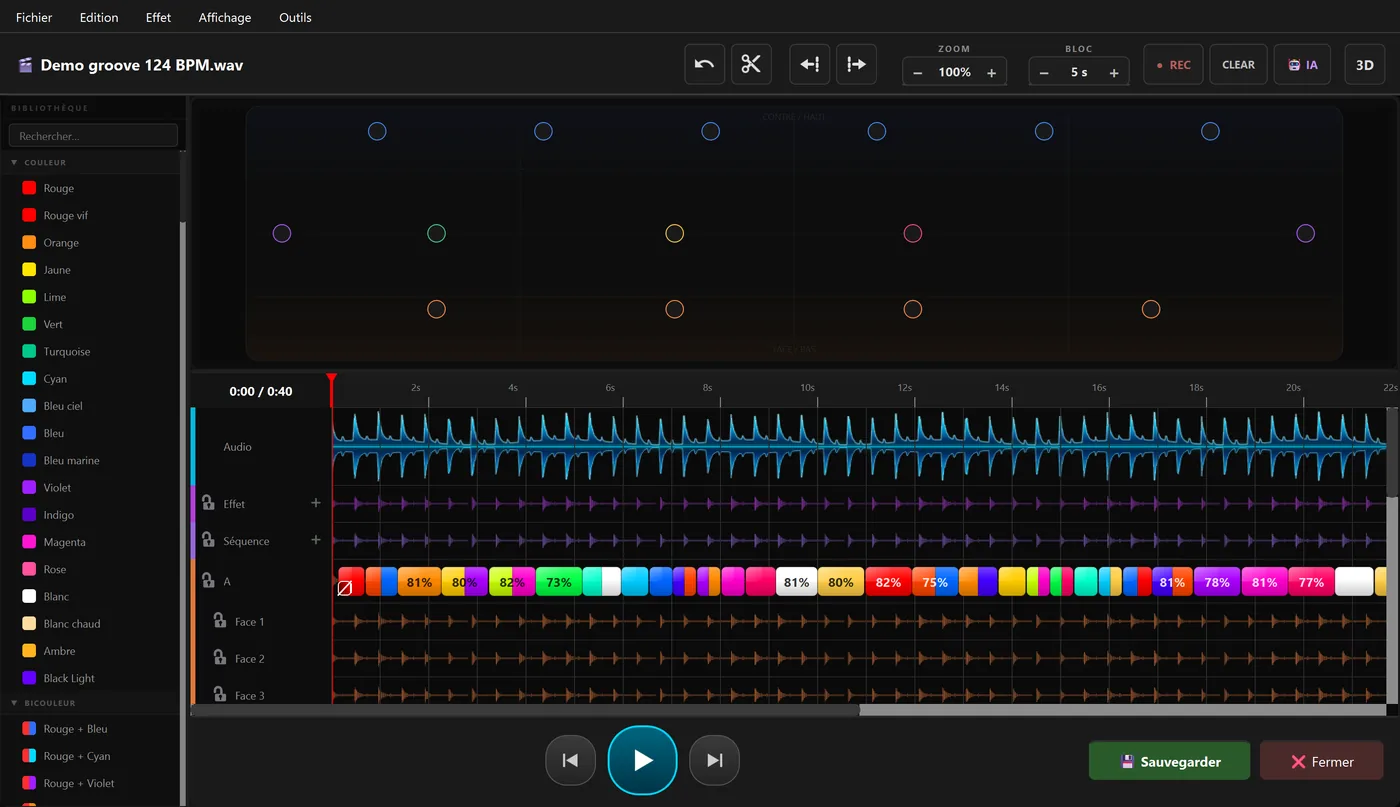 Fichier Edition Effet Affichage Outils
Demo groove 124 BPM.wav
ZOOM
BLOC
− 100% +
− 5 s +
REC
CLEAR
IA
3D
BIBLIOTHÈQUE
Rechercher...
COULEUR
Rouge
Rouge vif
Orange
Jaune
Lime
Vert
Turquoise
Cyan
Bleu ciel
Bleu
Bleu marine
Violet
Indigo
Magenta
Rose
Blanc
Blanc chaud
Ambre
Black Light
BICOULEUR
Rouge + Bleu
Rouge + Cyan
Rouge + Violet
CONTRE / HAUT
0:00 / 0:40
2s 4s 6s 8s 10s 12s 14s 16s 18s 20s 22s
Audio
Effet +
Séquence +
A
81% 80% 82% 73% 81% 80% 82% 75% 81% 78% 81% 77%
Face 1
Face 2
Face 3
Sauvegarder
Fermer